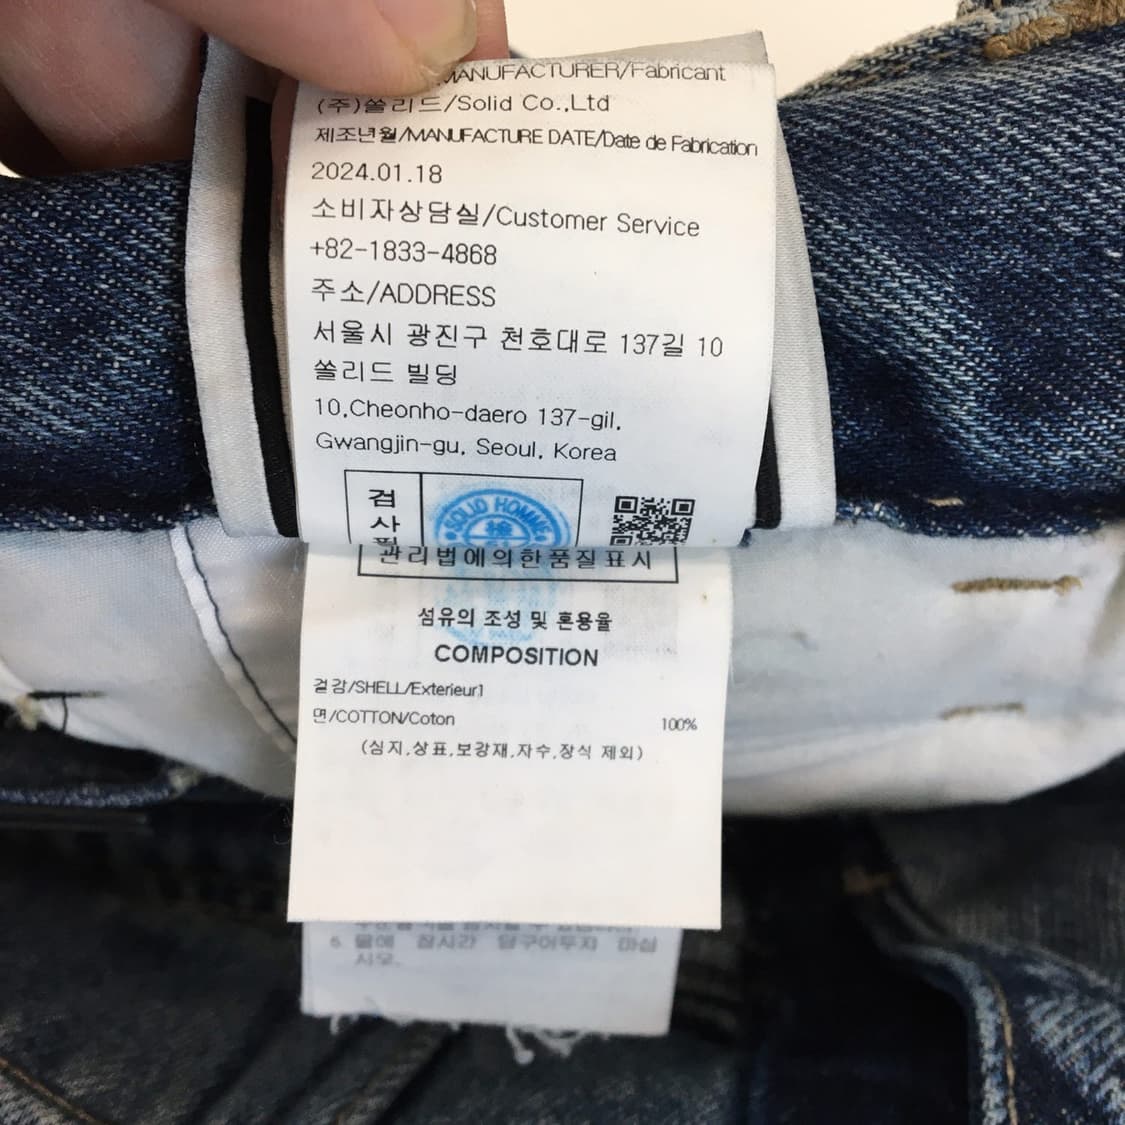 MANUFACTURER/Fabricant
(주)쏠리드/Solid Co.,Ltd
제조년월/MANUFACTURE DATE/Date de Fabrication
2024.01.18
소비자상담실/Customer Service
+82-1833-4868
주소/ADDRESS
서울시 광진구 천호대로 137길 10
쏠리드 빌딩
10,Cheonho-daero 137-gil,
Gwangjin-gu, Seoul, Korea
검
사
SOLID HOMME
관리법에의한품질표시
섬유의 조성 및 혼용율
COMPOSITION
겉감/SHELL/Exterieur1
면/COTTON/Coton 100%
(심지,상표,보강재,자수,장식 제외)
6. 물에 잠시간 담구어두지 마십
시오.